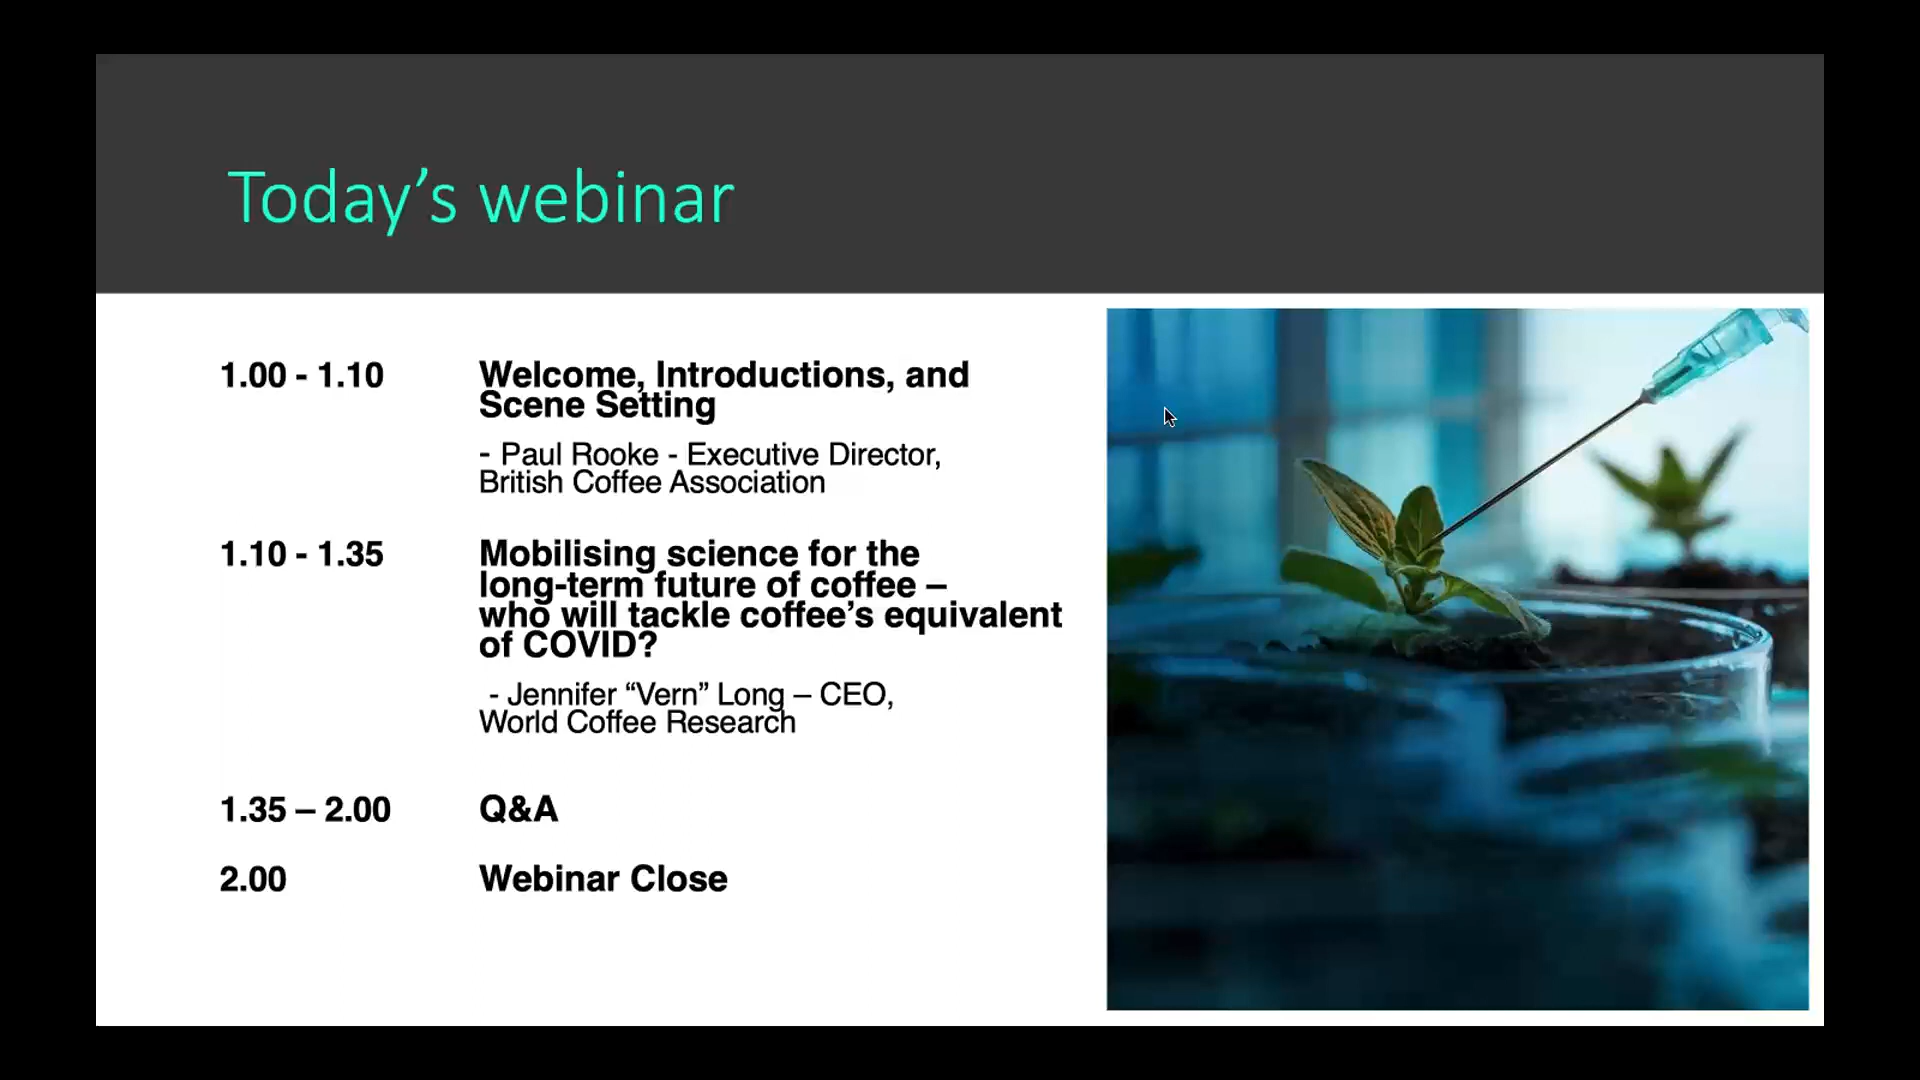 Today’s webinar
1.00 - 1.10 Welcome, Introductions, and
Scene Setting
- Paul Rooke - Executive Director,
British Coffee Association
1.10 - 1.35 Mobilising science for the
long-term future of coffee –
who will tackle coffee’s equivalent
of COVID?
- Jennifer “Vern” Long – CEO,
World Coffee Research
1.35 – 2.00 Q&A
2.00 Webinar Close